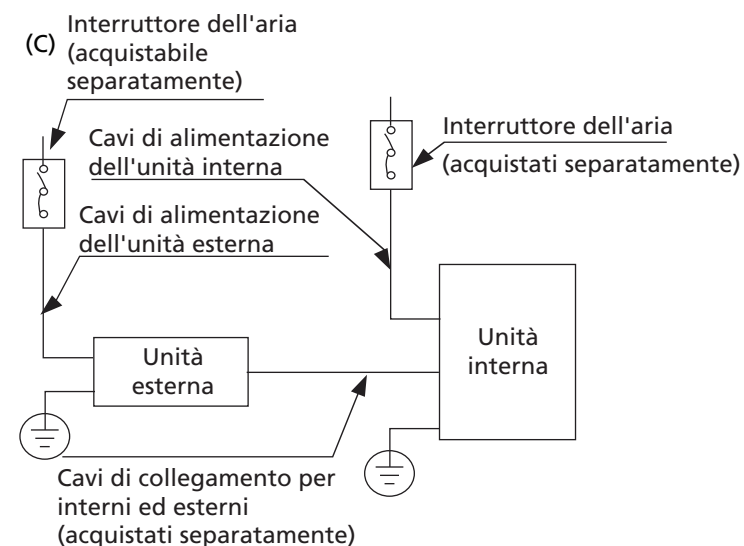 (C)
Interruttore dell'aria
(acquistabile
separatamente)
Interruttore dell'aria
(acquistati separatamente)
Cavi di alimentazione
dell'unità interna
Cavi di alimentazione
dell'unità esterna
Unità
esterna
Unità
interna
Cavi di collegamento per
interni ed esterni
(acquistati separatamente)